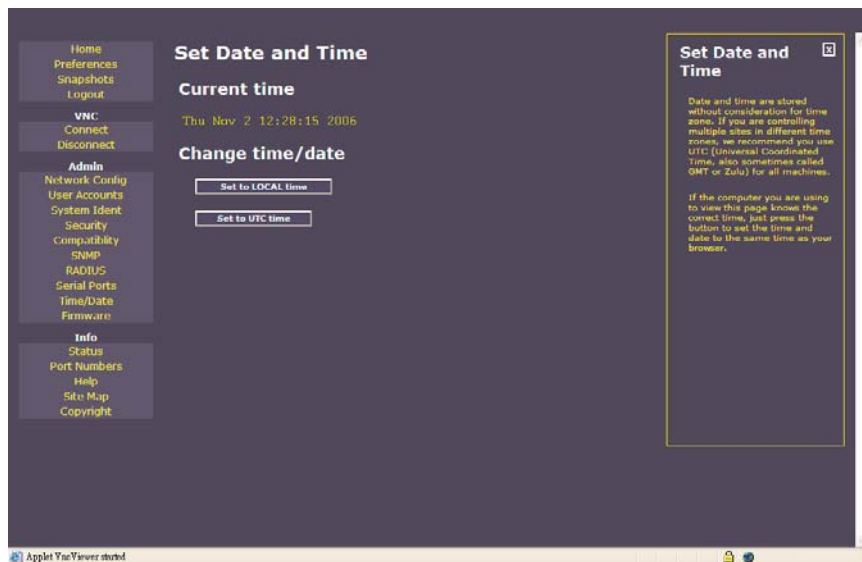 Home
Preferences
Snapshots
Logout
VNC
Connect
Disconnect
Admin
Network Config
User Accounts
System Ident
Security
Compatiblity
SNMP
RADIUS
Serial Ports
Time/Date
Firmware
Info
Status
Port Numbers
Help
Site Map
Copyright
Set Date and Time
Current time
Thu Nov 2 12:28:15 2006
Change time/date
Set to LOCAL time
Set to UTC time
Set Date and
Time
x
Date and time are stored
without consideration for time
zone. If you are controlling
multiple sites in different time
zones, we recommend you use
UTC (Universal Coordinated
Time, also sometimes called
GMT or Zulu) for all machines.
If the computer you are using
to view this page knows the
correct time, just press the
button to set the time and
date to the same time as your
browser.
Applet VncViewer started